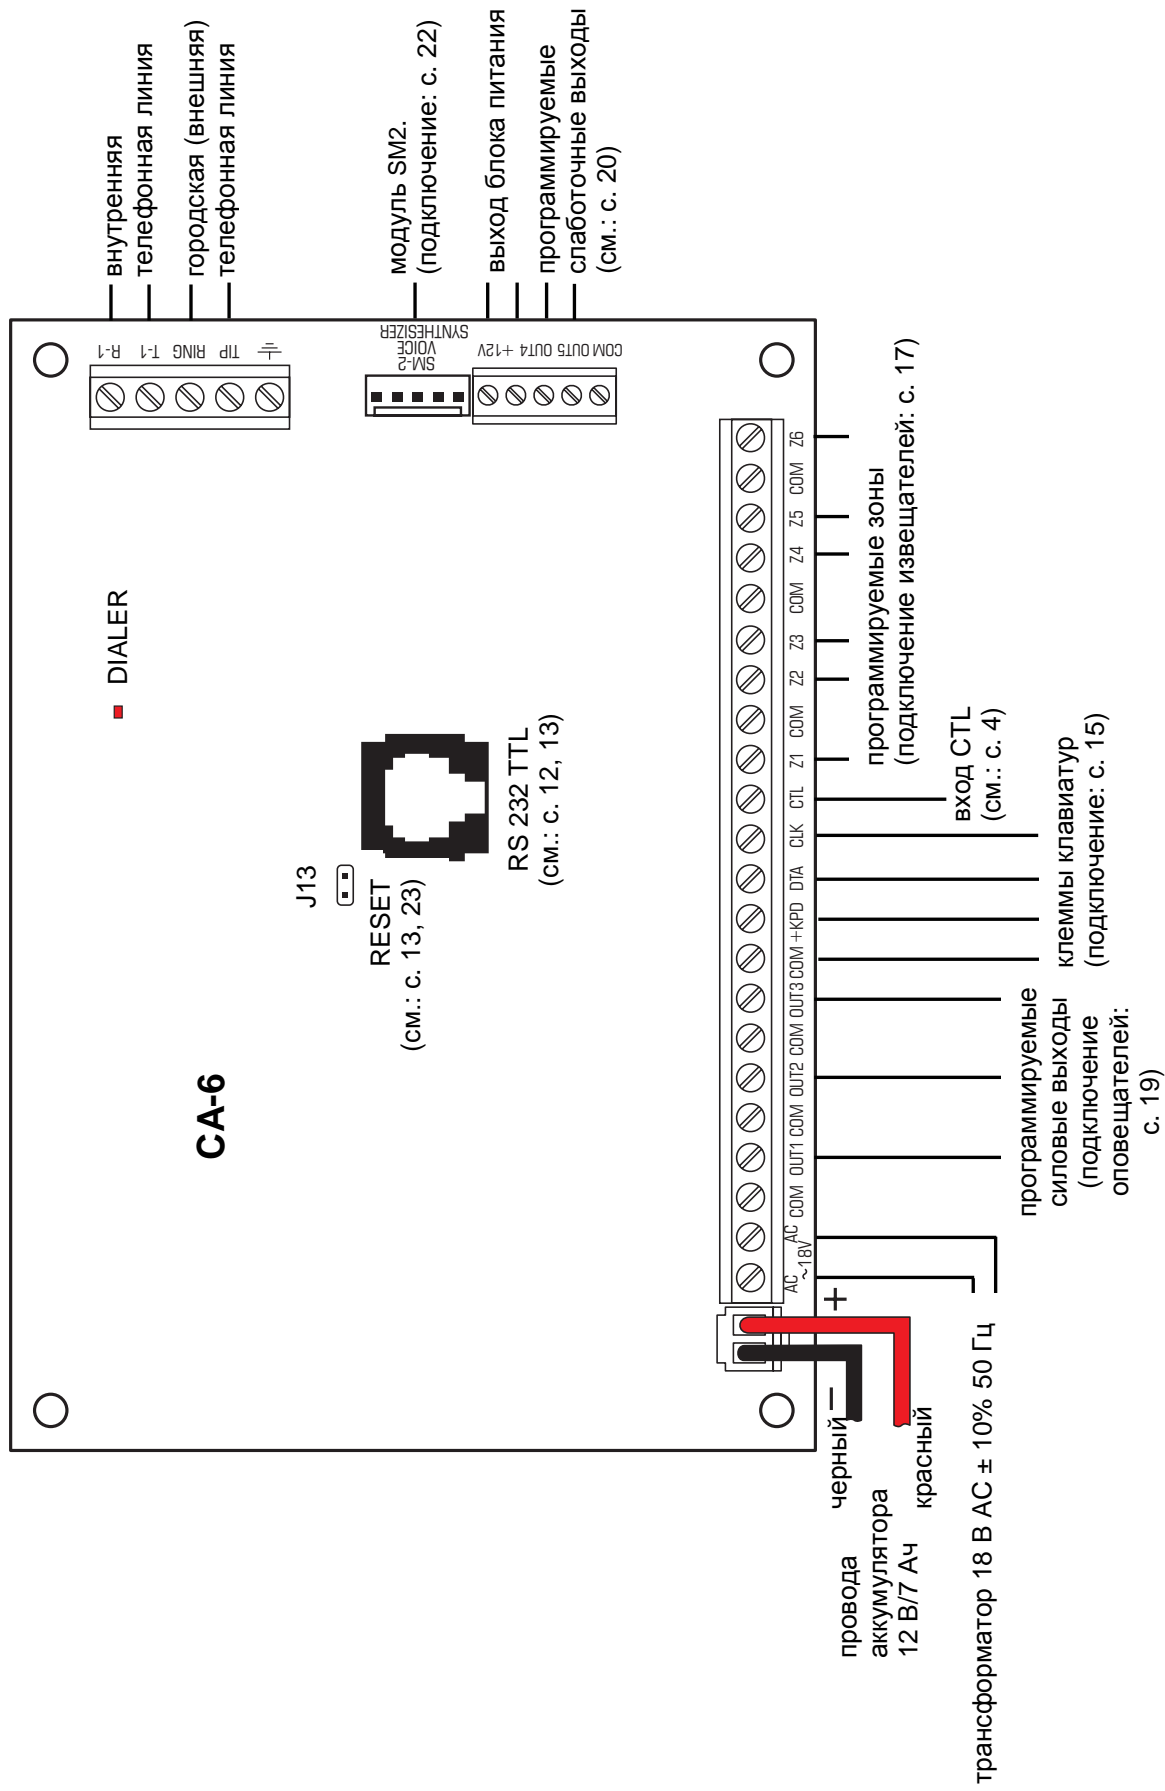 внутренняя
телефонная линия
городская (внешняя)
телефонная линия
модуль SM2.
(подключение: с. 22)
выход блока питания
программируемые
слаботочные выходы
(см.: с. 20)
R-1
T-1
RING
TIP
SM-2
VOICE
SYNTHESIZER
+12V
OUT4
OUT5
COM
DIALER
J13
RESET
(см.: с. 13, 23)
RS 232 TTL
(см.: с. 12, 13)
CA-6
AC
~18V
AC
COM
OUT1
COM
OUT2
COM
OUT3
COM
+KPD
DTA
CLK
CTL
Z1
COM
Z2
Z3
COM
Z4
Z5
COM
Z6
программируемые зоны
(подключение извещателей: с. 17)
вход CTL
(см.: с. 4)
клеммы клавиатур
(подключение: с. 15)
программируемые
силовые выходы
(подключение
оповещателей:
с. 19)
+
–
черный
красный
провода
аккумулятора
12 В/7 Ач
трансформатор 18 В AC ± 10% 50 Гц